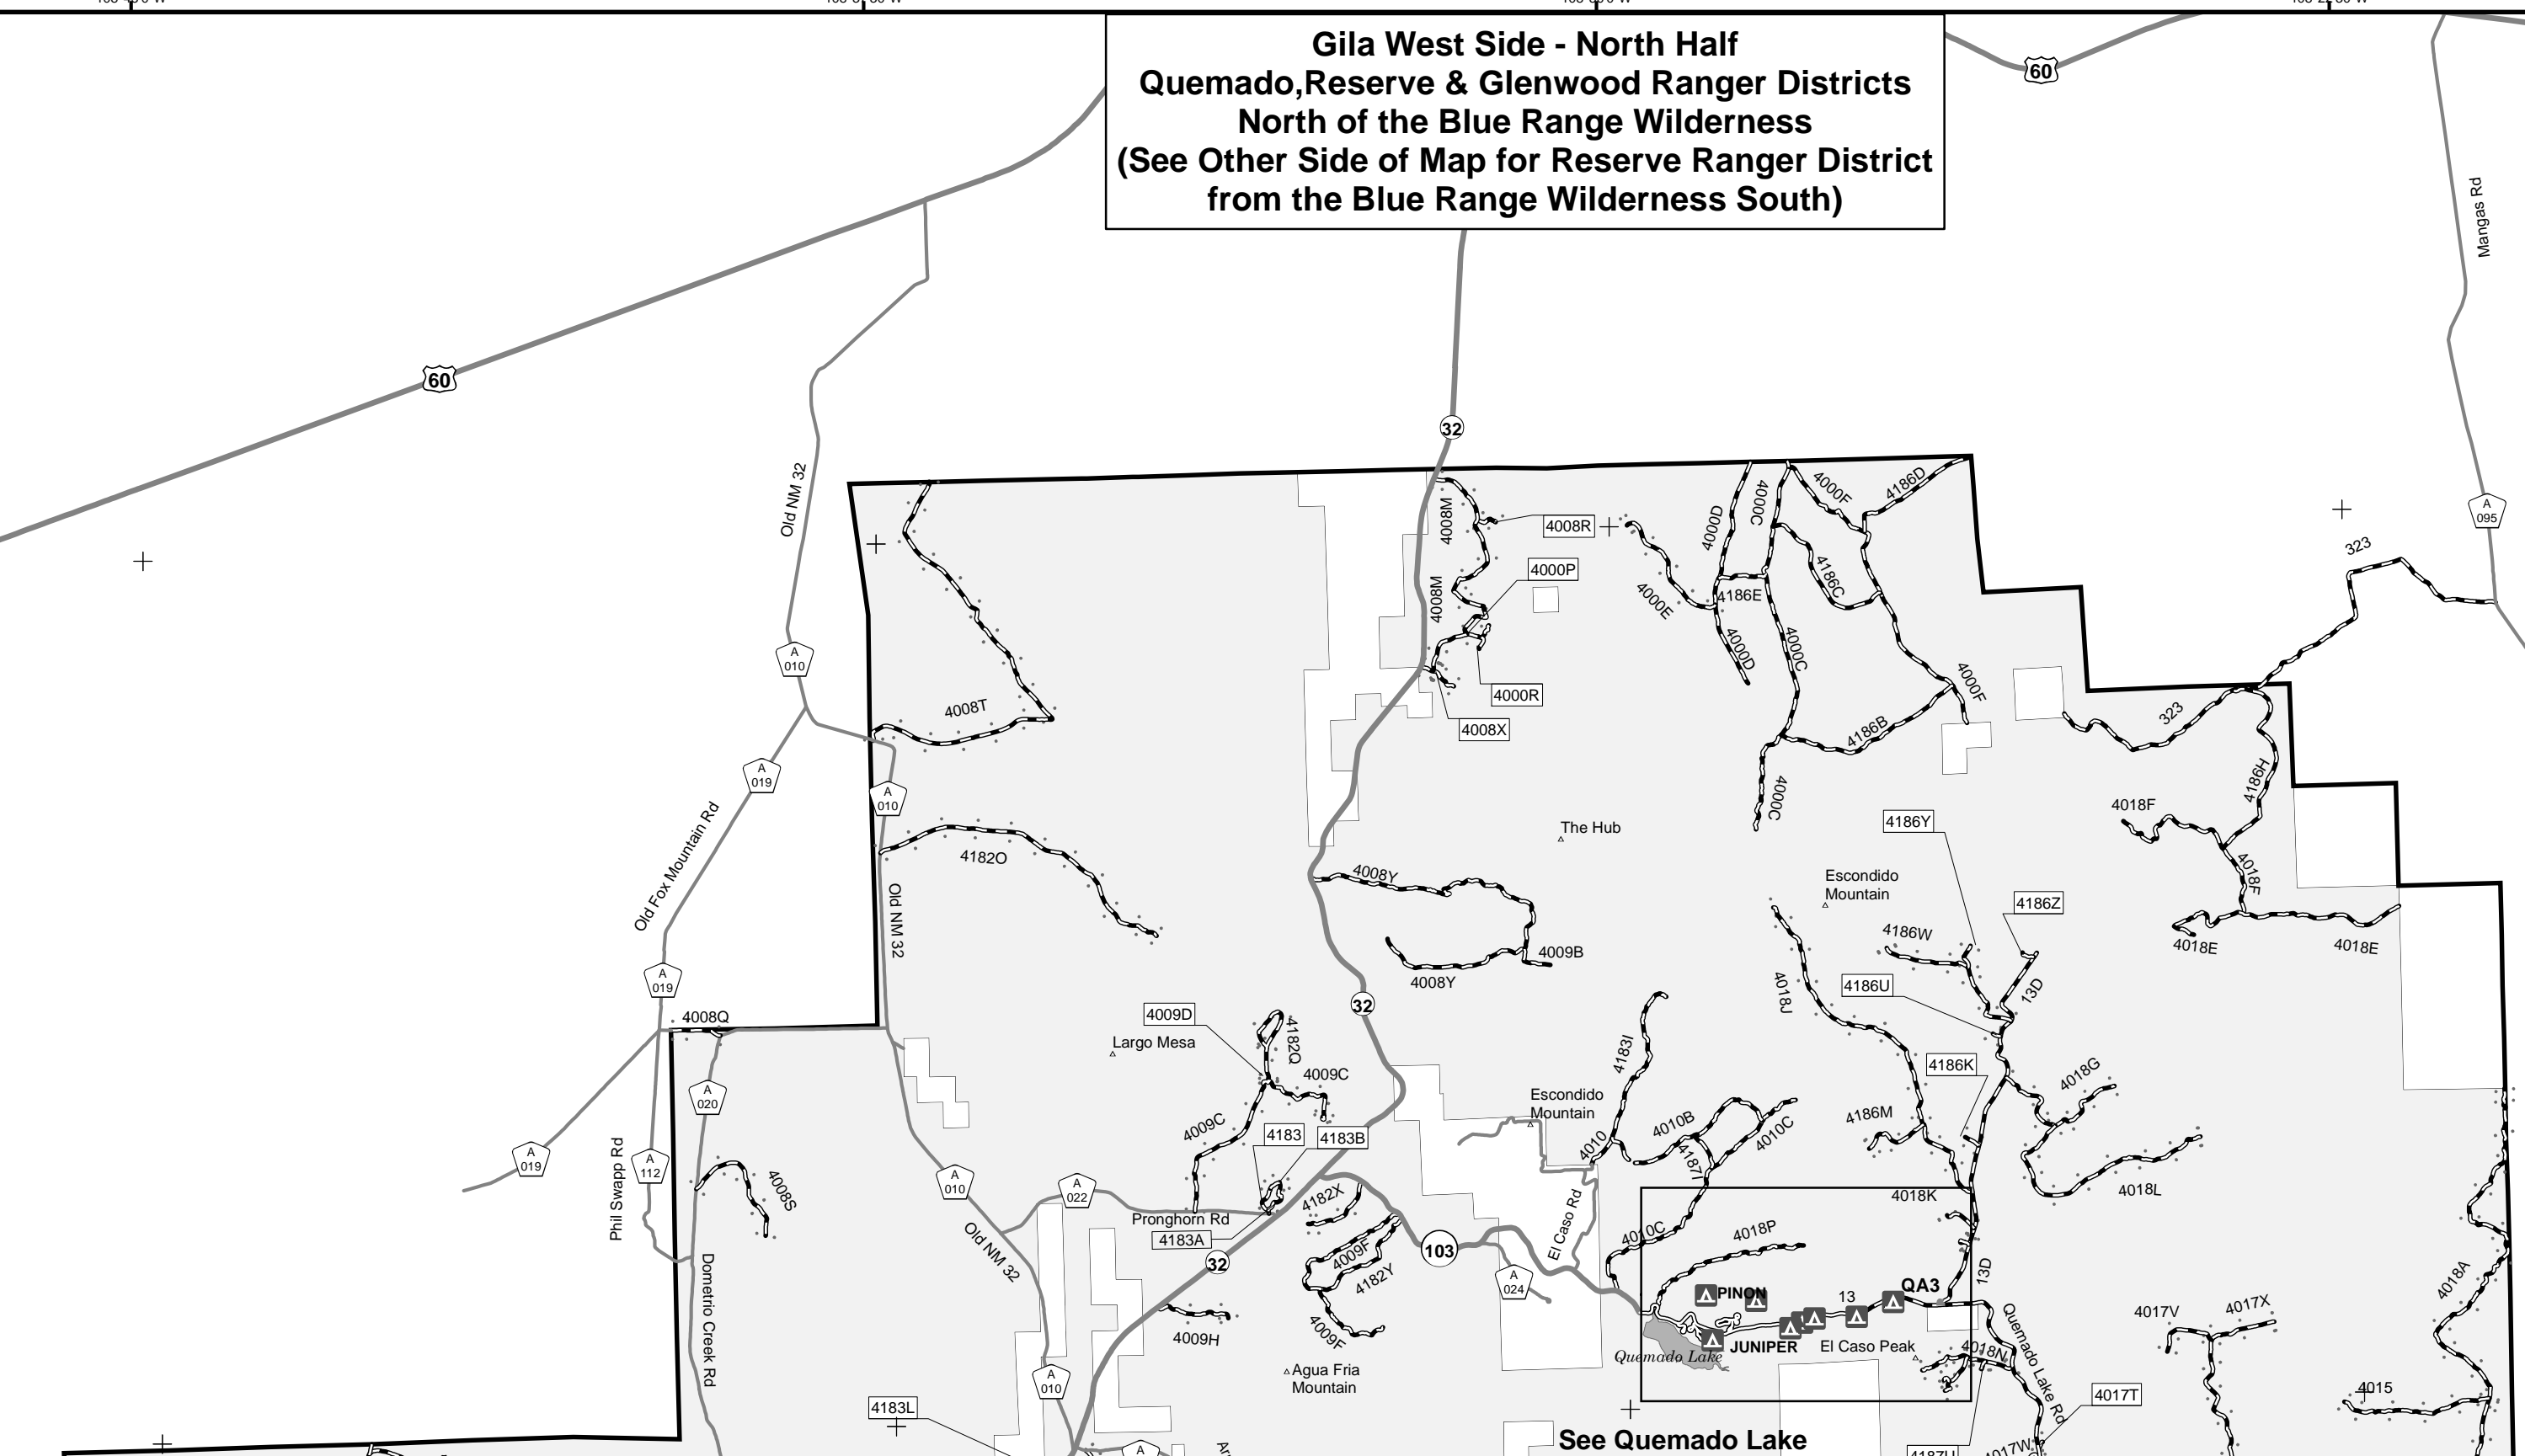 Gila West Side - North Half
Quemado,Reserve & Glenwood Ranger Districts
North of the Blue Range Wilderness
(See Other Side of Map for Reserve Ranger District
from the Blue Range Wilderness South)
60
60
Mangas Rd
32
Old NM 32
A
095
323
4008M
4008R
4000D
4000C
4000F
4186D
4000P
4186C
4008M
4000E
4186E
A
010
4000D
4000C
4000F
4000R
4008T
4008X
4186B
323
A
019
A
010
4000C
4186H
4018F
Old Fox Mountain Rd
4182O
The Hub
4186Y
4008Y
Escondido
Mountain
4018F
Old NM 32
4186Z
4186W
4009B
4018E
4018E
A
019
4008Y
4018J
4186U
13D
32
4008Q
4009D
Largo Mesa
4182Q
4183I
4186K
4009C
4018G
A
020
Escondido
Mountain
4009C
4183
4183B
4010
4010B
4187I
4010C
4186M
Phil Swapp Rd
A
019
A
112
4008S
A
010
A
022
4182X
4018K
4018L
Pronghorn Rd
4183A
Old NM 32
El Caso Rd
4010C
4018P
103
32
4009F
4182Y
A
024
13D
4018A
Dometrio Creek Rd
PINON
13
QA3
4009H
4009F
4017V
4017X
Quemado Lake
JUNIPER
El Caso Peak
4018N
Quemado Lake Rd
Agua Fria
Mountain
A
010
4183L
4017T
4015
See Quemado Lake
4017W
A